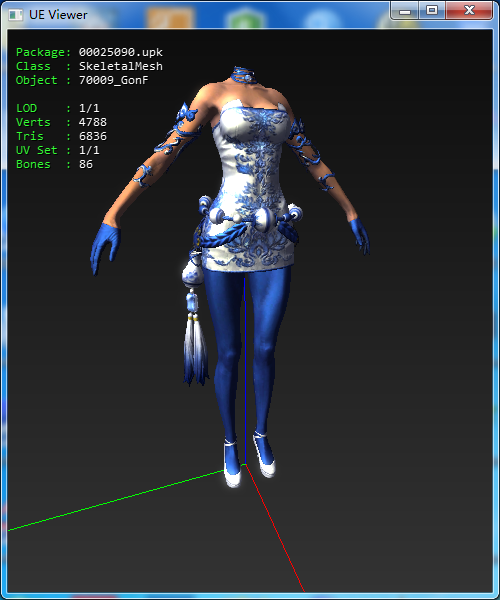 UE Viewer
Package: 00025090.upk
Class : SkeletalMesh
Object : 70009_GonF
LOD : 1/1
Verts : 4788
Tris : 6836
UV Set : 1/1
Bones : 86